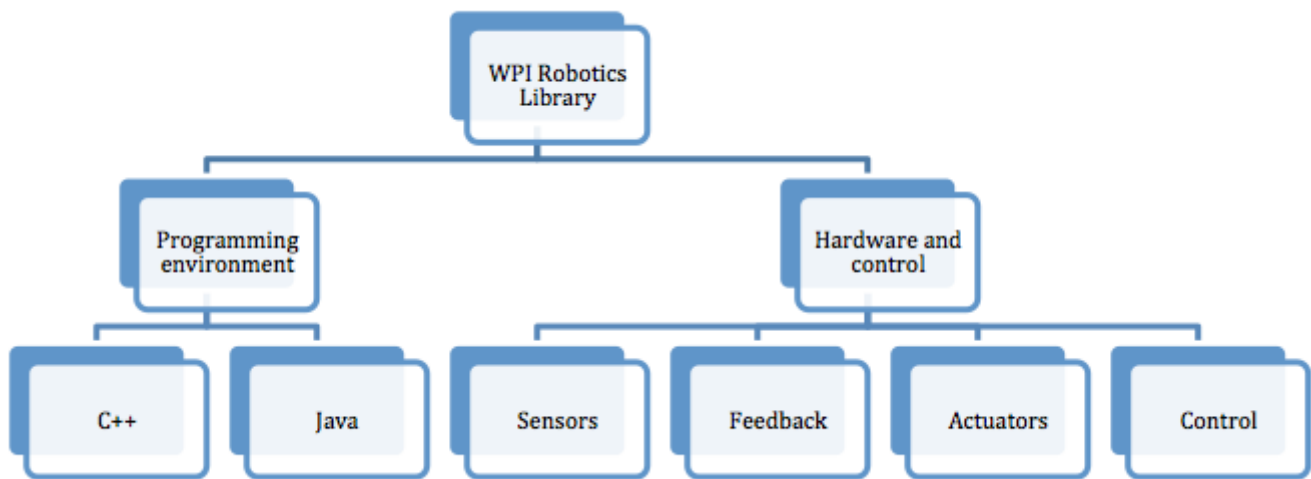 WPI Robotics
Library
Programming
environment
Hardware and
control
C++
Java
Sensors
Feedback
Actuators
Control